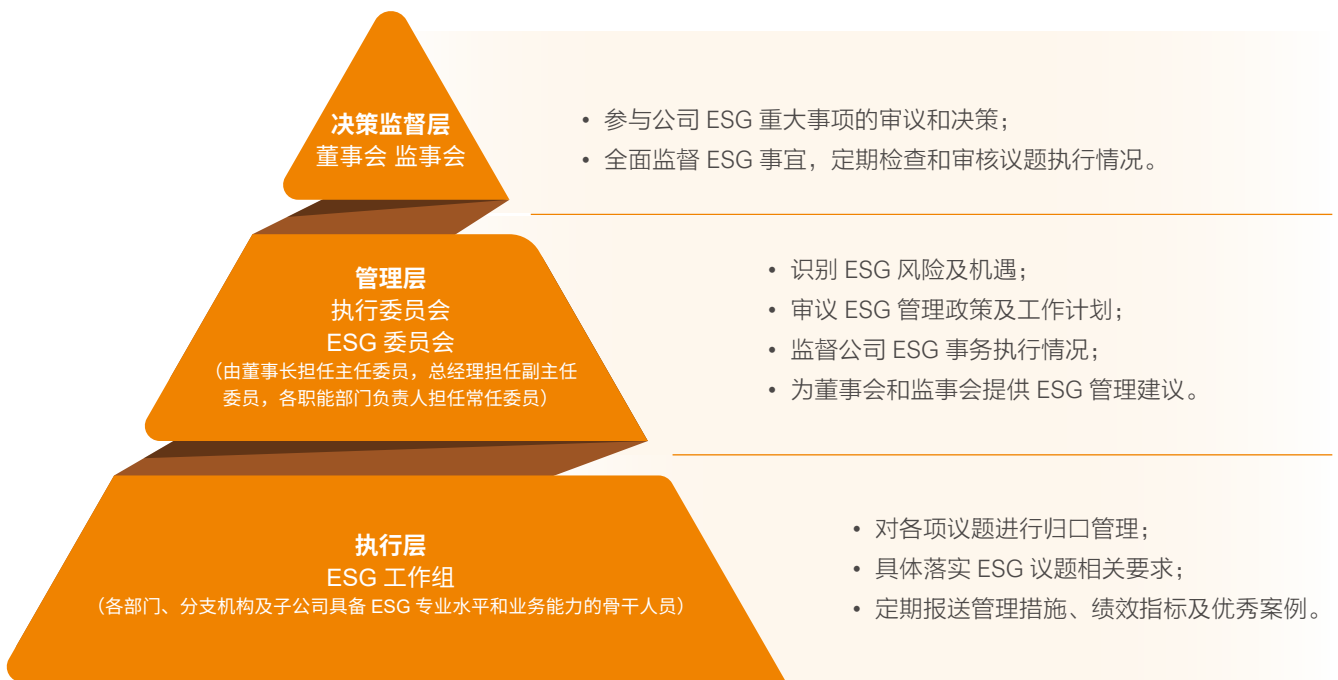 决策监督层
董事会 监事会
• 参与公司 ESG 重大事项的审议和决策；
• 全面监督 ESG 事宜，定期检查和审核议题执行情况。
管理层
执行委员会
ESG 委员会
（由董事长担任主任委员，总经理担任副主任
委员，各职能部门负责人担任常任委员）
• 识别 ESG 风险及机遇；
• 审议 ESG 管理政策及工作计划；
• 监督公司 ESG 事务执行情况；
• 为董事会和监事会提供 ESG 管理建议。
执行层
ESG 工作组
（各部门、分支机构及子公司具备 ESG 专业水平和业务能力的骨干人员）
• 对各项议题进行归口管理；
• 具体落实 ESG 议题相关要求；
• 定期报送管理措施、绩效指标及优秀案例。